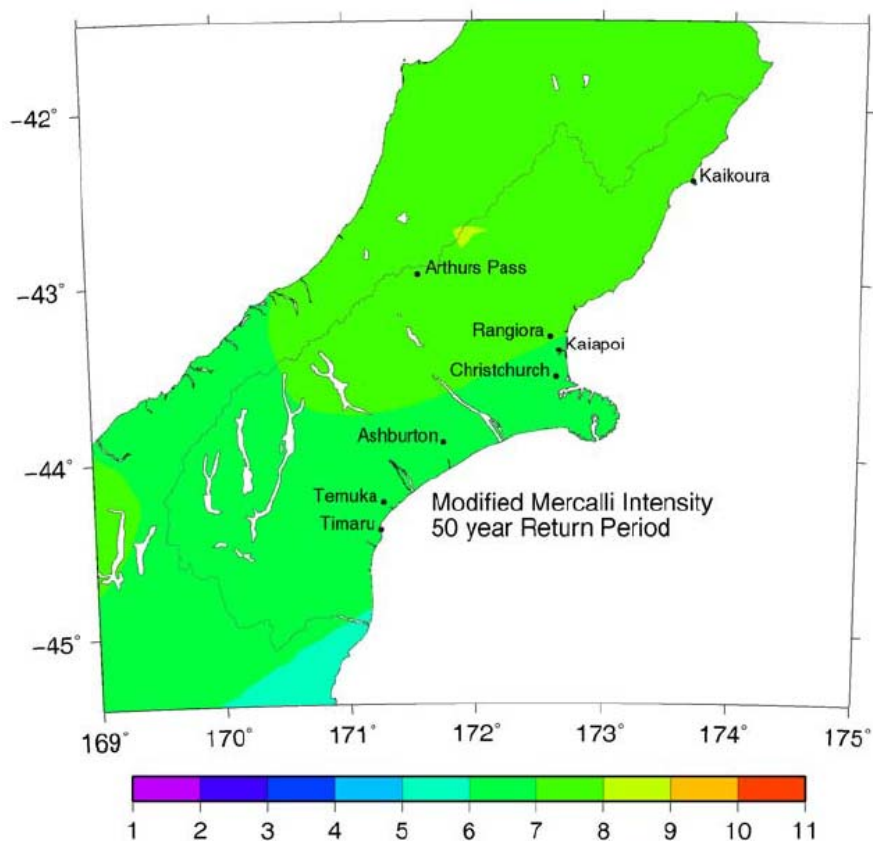 −42°
Kaikoura
Arthurs Pass
−43°
Rangiora
Kaiapoi
Christchurch
Ashburton
−44°
Temuka
Modified Mercalli Intensity
Timaru
50 year Return Period
−45°
169° 170° 171° 172° 173° 174° 175°
1 2 3 4 5 6 7 8 9 10 11